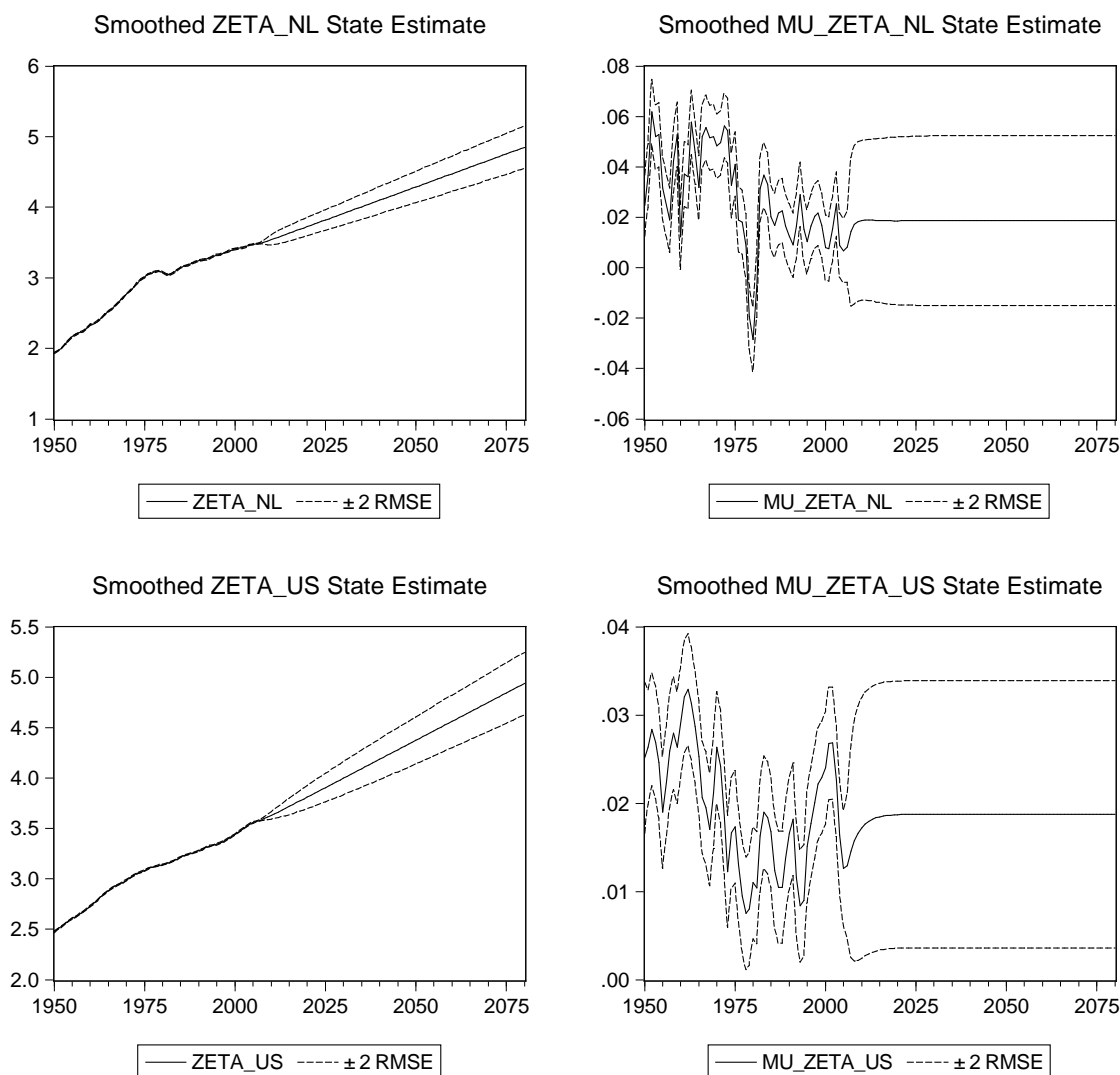 Smoothed ZETA_NL State Estimate
6
5
4
3
2
1
1950 1975 2000 2025 2050 2075
ZETA_NL ± 2 RMSE
Smoothed MU_ZETA_NL State Estimate
.08
.06
.04
.02
.00
-.02
-.04
-.06
1950 1975 2000 2025 2050 2075
MU_ZETA_NL ± 2 RMSE
Smoothed ZETA_US State Estimate
5.5
5.0
4.5
4.0
3.5
3.0
2.5
2.0
1950 1975 2000 2025 2050 2075
ZETA_US ± 2 RMSE
Smoothed MU_ZETA_US State Estimate
.04
.03
.02
.01
.00
1950 1975 2000 2025 2050 2075
MU_ZETA_US ± 2 RMSE